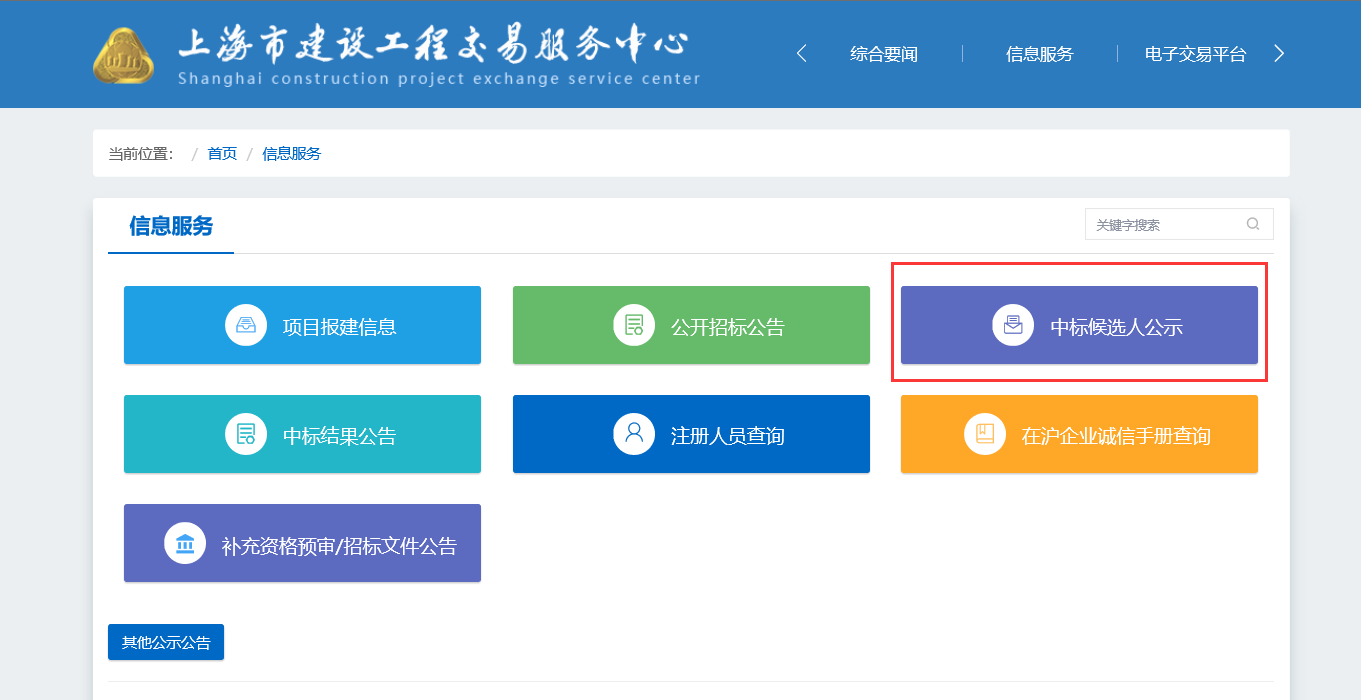 上海市建设工程交易服务中心
Shanghai construction project exchange service center
综合要闻
信息服务
电子交易平台
当前位置: / 首页 / 信息服务
信息服务
关键字搜索
项目报建信息
公开招标公告
中标候选人公示
中标结果公告
注册人员查询
在沪企业诚信手册查询
补充资格预审/招标文件公告
其他公示公告